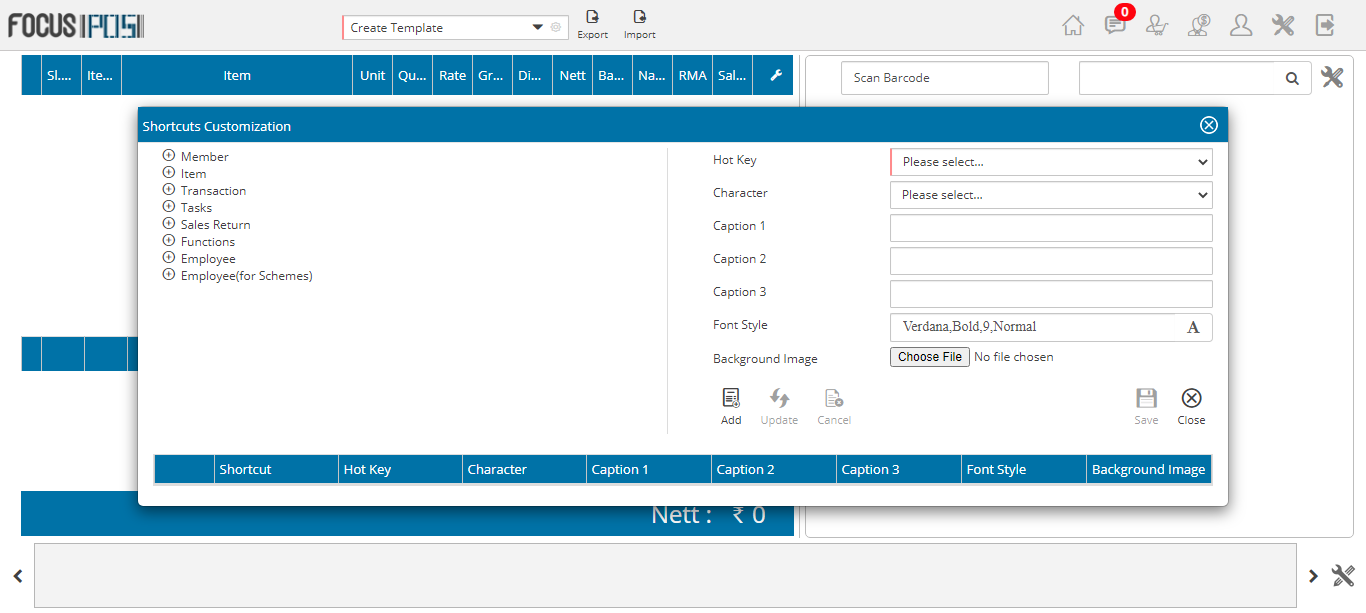 FOCUS POS
Create Template
Export
Import
0
Sl....
Ite...
Item
Unit
Qu...
Rate
Gr...
Di...
Nett
Ba...
Na...
RMA
Sal...
Scan Barcode
Shortcuts Customization
Member
Item
Transaction
Tasks
Sales Return
Functions
Employee
Employee(for Schemes)
Hot Key
Please select...
Character
Please select...
Caption 1
Caption 2
Caption 3
Font Style
Verdana,Bold,9,Normal
A
Background Image
Choose File No file chosen
Add
Update
Cancel
Save
Close
Shortcut
Hot Key
Character
Caption 1
Caption 2
Caption 3
Font Style
Background Image
Nett : ₹ 0